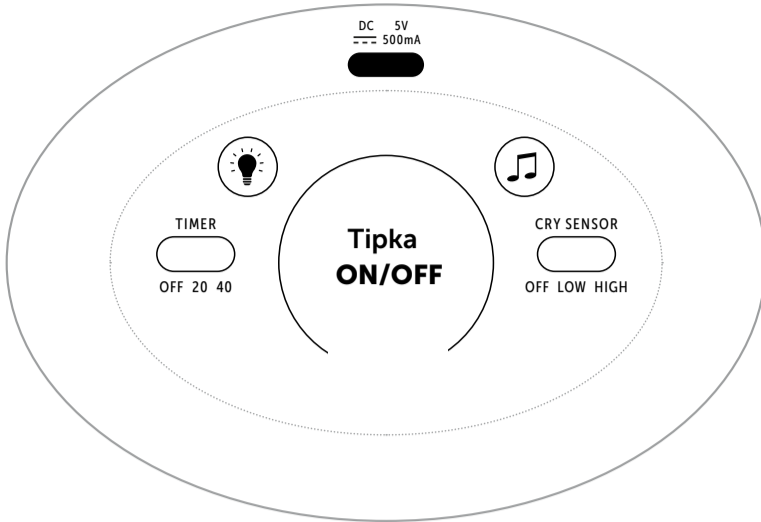 DC 5V
500mA
TIMER
OFF 20 40
Tipka
ON/OFF
CRY SENSOR
OFF LOW HIGH